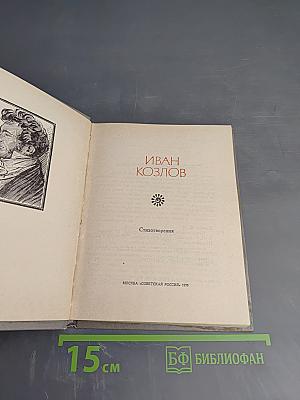 ИВАН
КОЗЛОВ
Стихотворения
МОСКВА «СОВЕТСКАЯ РОССИЯ», 1979
15 см
БФ БИБЛИОФАН